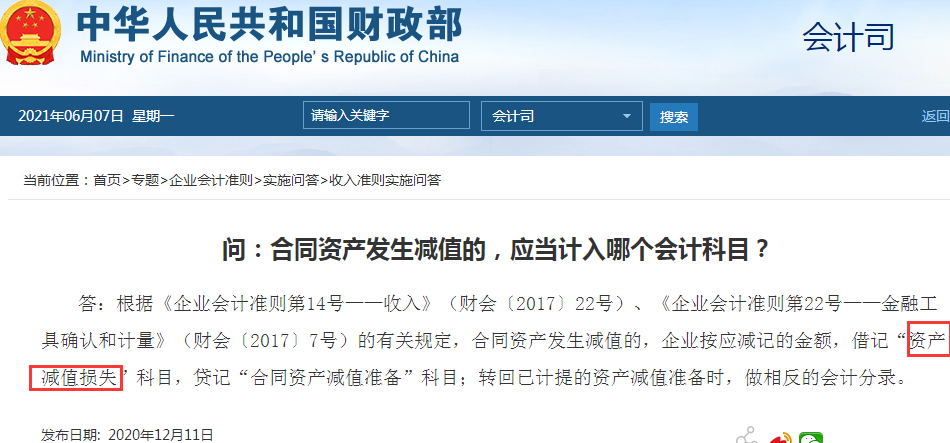 中华人民共和国财政部
Ministry of Finance of the People's Republic of China
会计司
2021年06月07日 星期一
请输入关键字
会计司
搜索
返回
当前位置：首页>专题>企业会计准则>实施问答>收入准则实施问答
问：合同资产发生减值的，应当计入哪个会计科目？
答：根据《企业会计准则第14号——收入》（财会〔2017〕22号）、《企业会计准则第22号——金融工
具确认和计量》（财会〔2017〕7号）的有关规定，合同资产发生减值的，企业按应减记的金额，借记“资产
减值损失”科目，贷记“合同资产减值准备”科目；转回已计提的资产减值准备时，做相反的会计分录。
发布日期: 2020年12月11日